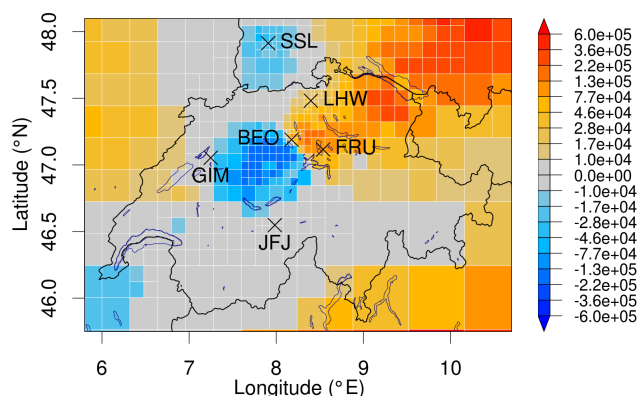 48.0
47.5
47.0
46.5
46.0
Latitude (°N)
SSL
LHW
BEO
FRU
GIM
JFJ
6
7
8
9
10
Longitude (°E)
6.0e+05
3.6e+05
2.2e+05
1.3e+05
7.7e+04
4.6e+04
2.8e+04
1.7e+04
1.0e+04
0.0e+00
-1.0e+04
-1.7e+04
-2.8e+04
-4.6e+04
-7.7e+04
-1.3e+05
-2.2e+05
-3.6e+05
-6.0e+05